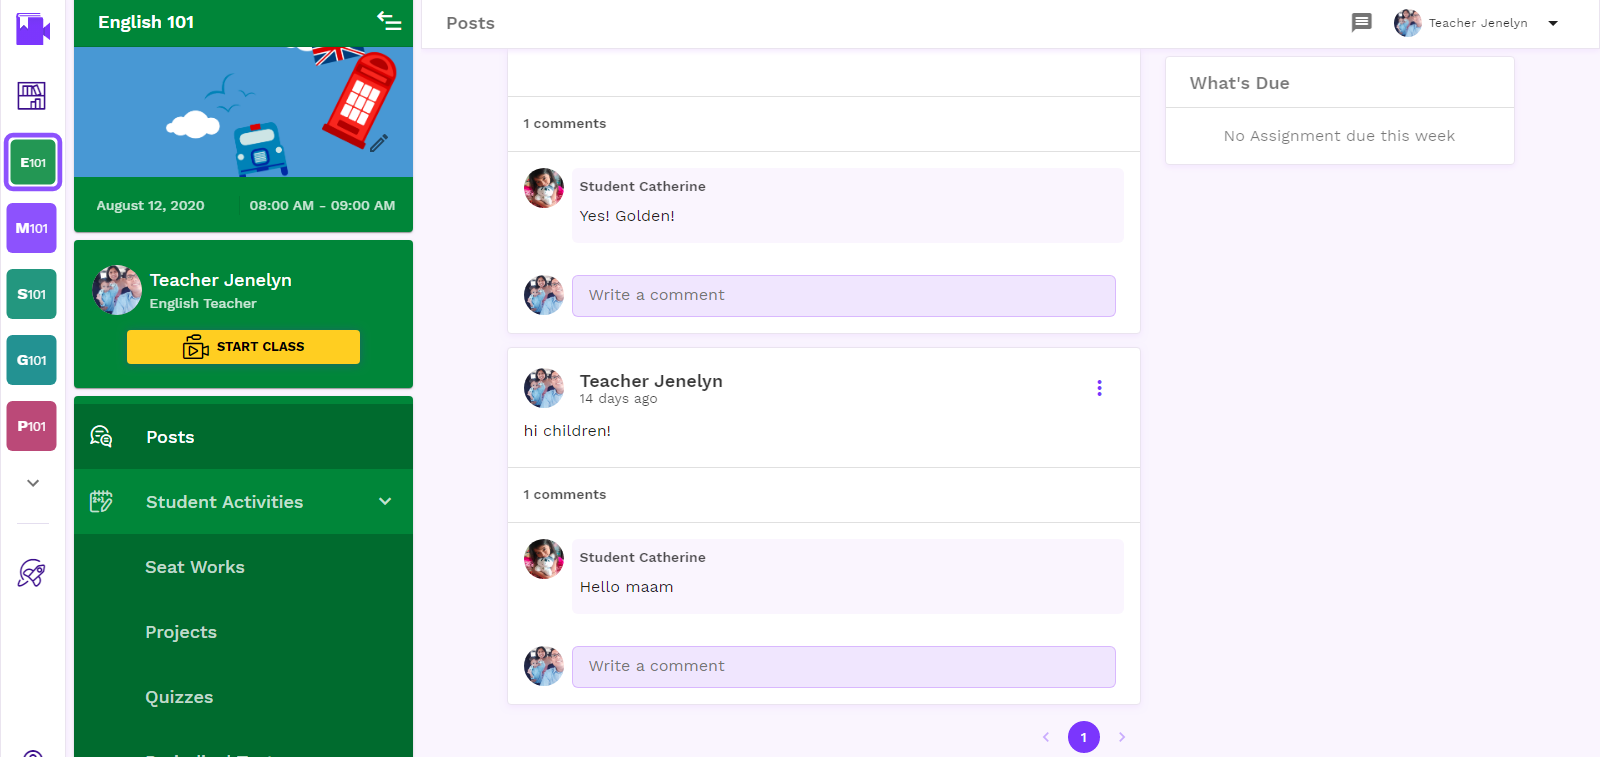 English 101
Posts
Teacher Jenelyn
E101
M101
S101
G101
P101
August 12, 2020
08:00 AM - 09:00 AM
Teacher Jenelyn
English Teacher
START CLASS
Posts
Student Activities
Seat Works
Projects
Quizzes
1 comments
Student Catherine
Yes! Golden!
Write a comment
Teacher Jenelyn
14 days ago
hi children!
1 comments
Student Catherine
Hello maam
Write a comment
1
What's Due
No Assignment due this week